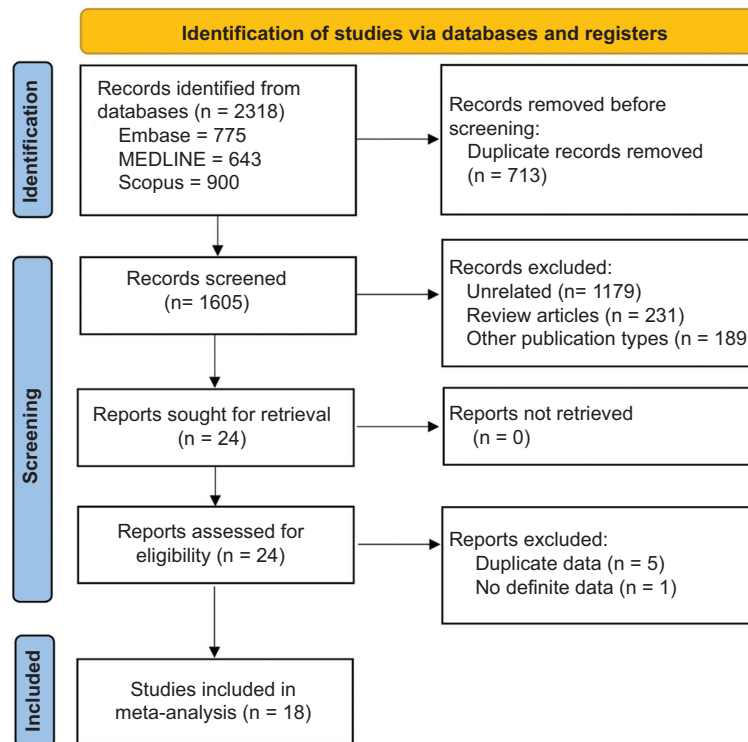 Identification of studies via databases and registers
Identification
Records identified from
databases (n = 2318)
Embase = 775
MEDLINE = 643
Scopus = 900
Records removed before
screening:
Duplicate records removed
(n = 713)
Screening
Records screened
(n= 1605)
Records excluded:
Unrelated (n= 1179)
Review articles (n = 231)
Other publication types (n = 189
Reports sought for retrieval
(n = 24)
Reports not retrieved
(n = 0)
Reports assessed for
eligibility (n = 24)
Reports excluded:
Duplicate data (n = 5)
No definite data (n = 1)
Included
Studies included in
meta-analysis (n = 18)